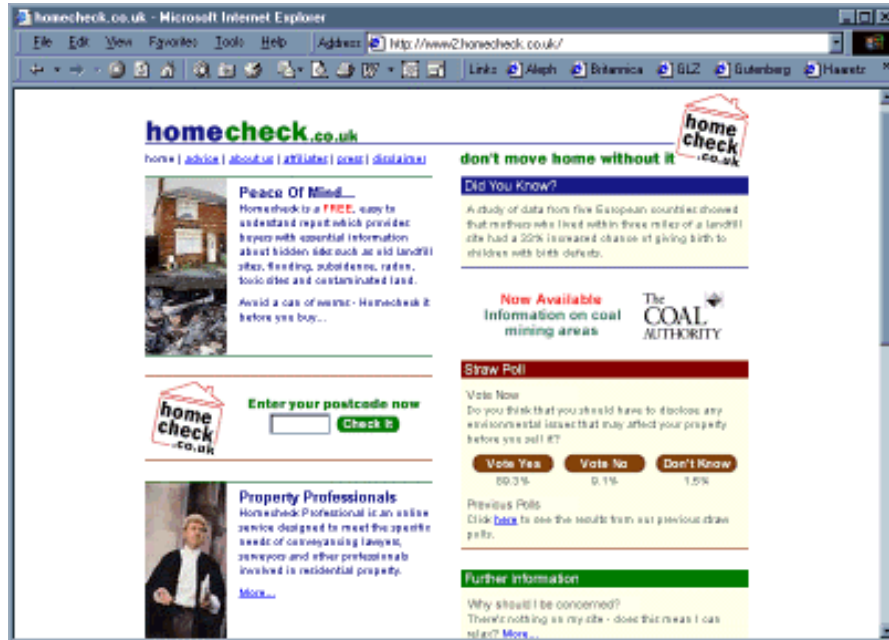 homecheck.co.uk - Microsoft Internet Explorer
File Edit View Favorites Tools Help Address http://www2.homecheck.co.uk/
Links Aleph Britannica GLZ Gutenberg Haaretz
homecheck.co.uk
home | advice | about us | affiliates | press | disclaimer
don't move home without it
home
check
.co.uk
Peace Of Mind...
Homecheck is a FREE, easy to
understand report which provides
buyers with essential information
about hidden risks such as old landfill
sites, flooding, subsidence, radon,
toxic sites and contaminated land.
Avoid a can of worms - Homecheck it
before you buy...
home
check
.co.uk
Enter your postcode now
Check It
Property Professionals
Homecheck Professional is an online
service designed to meet the specific
needs of conveyancing lawyers,
surveyors and other professionals
involved in residential property.
More...
Did You Know?
A study of data from five European countries showed
that mothers who lived within three miles of a landfill
site had a 33% increased chance of giving birth to
children with birth defects.
Now Available
Information on coal
mining areas
The
COAL
AUTHORITY
Straw Poll
Vote Now
Do you think that you should have to disclose any
environmental issues that may affect your property
before you sell it?
Vote Yes Vote No Don't Know
89.3% 9.1% 1.5%
Previous Polls
Click here to see the results from our previous straw
polls.
Further Information
Why should I be concerned?
There's nothing on my site - does this mean I can
relax? More...